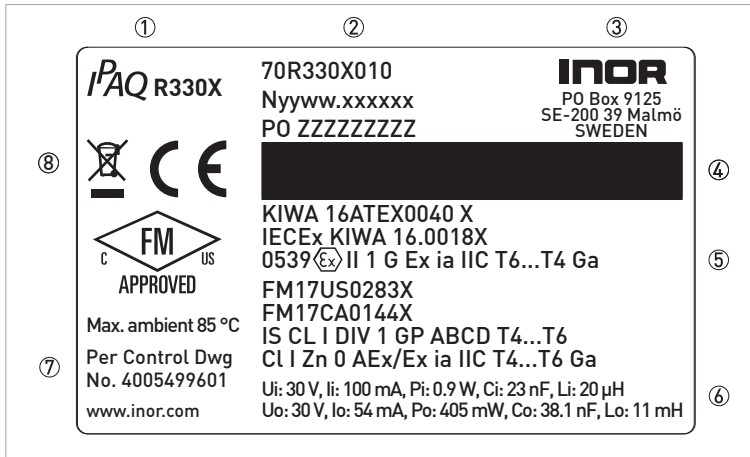 ① ② ③
IPAQ R330X
70R330X010
Nyyww.xxxxxx
PO ZZZZZZZZZ
INOR
PO Box 9125
SE-200 39 Malmö
SWEDEN
⑧
CE
④
KIWA 16ATEX0040 X
IECEx KIWA 16.0018X
0539 Ex II 1 G Ex ia IIC T6...T4 Ga
⑤
FM
C US
APPROVED
FM17US0283X
FM17CA0144X
IS CL I DIV 1 GP ABCD T4...T6
Cl I Zn 0 AEx/Ex ia IIC T4...T6 Ga
Max. ambient 85 °C
⑦
Per Control Dwg
No. 4005499601
www.inor.com
Ui: 30 V, Ii: 100 mA, Pi: 0.9 W, Ci: 23 nF, Li: 20 µH
Uo: 30 V, Io: 54 mA, Po: 405 mW, Co: 38.1 nF, Lo: 11 mH
⑥